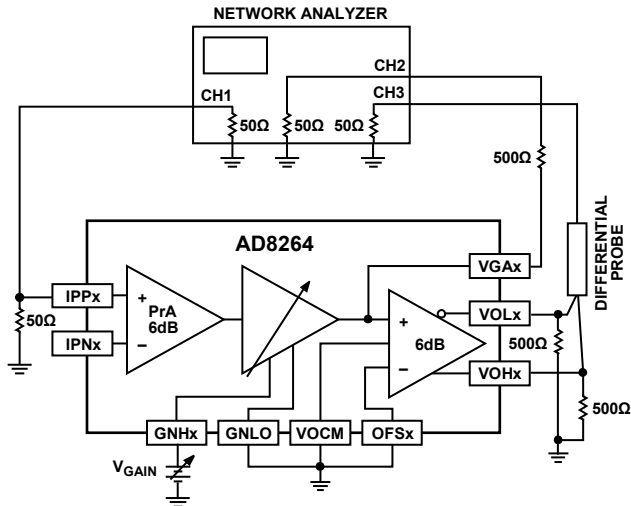 NETWORK ANALYZER
CH1
CH2
CH3
50Ω
50Ω
50Ω
500Ω
DIFFERENTIAL
PROBE
AD8264
VGAx
IPPx
+
PrA
6dB
–
50Ω
IPNx
+
6dB
–
VOLx
500Ω
VOHx
500Ω
GNHx
GNLO
VOCM
OFSx
VGAIN